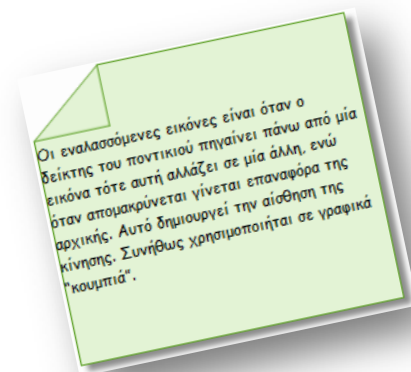 Οι εναλασσόμενες εικόνες είναι όταν ο
δείκτης του ποντικιού πηγαίνει πάνω από μία
εικόνα τότε αυτή αλλάζει σε μία άλλη, ενώ
όταν απομακρύνεται γίνεται επαναφόρα της
αρχικής. Αυτό δημιουργεί την αίσθηση της
κίνησης. Συνήθως χρησιμοποιήται σε γραφικά
"κουμπιά".